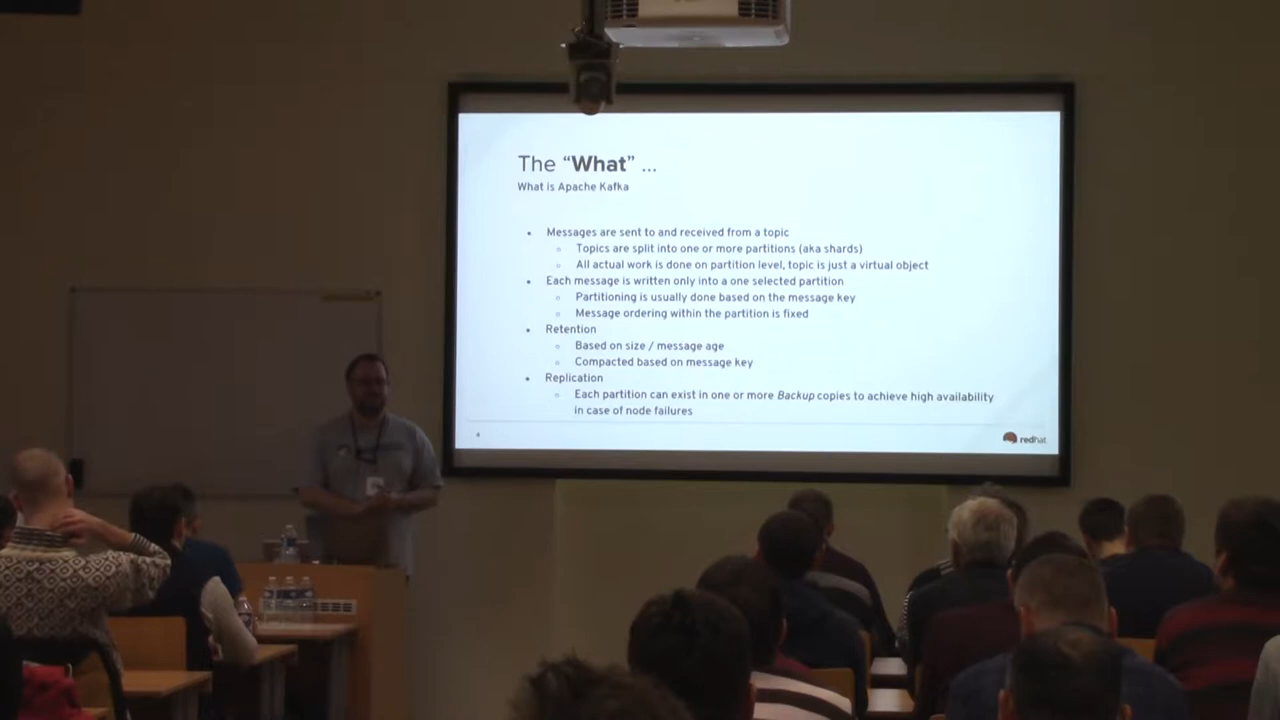 The “What” ...
What is Apache Kafka
• Messages are sent to and received from a topic
○ Topics are split into one or more partitions (aka shards)
○ All actual work is done on partition level, topic is just a virtual object
• Each message is written only into a one selected partition
○ Partitioning is usually done based on the message key
○ Message ordering within the partition is fixed
• Retention
○ Based on size / message age
○ Compacted based on message key
• Replication
○ Each partition can exist in one or more Backup copies to achieve high availability
in case of node failures
redhat